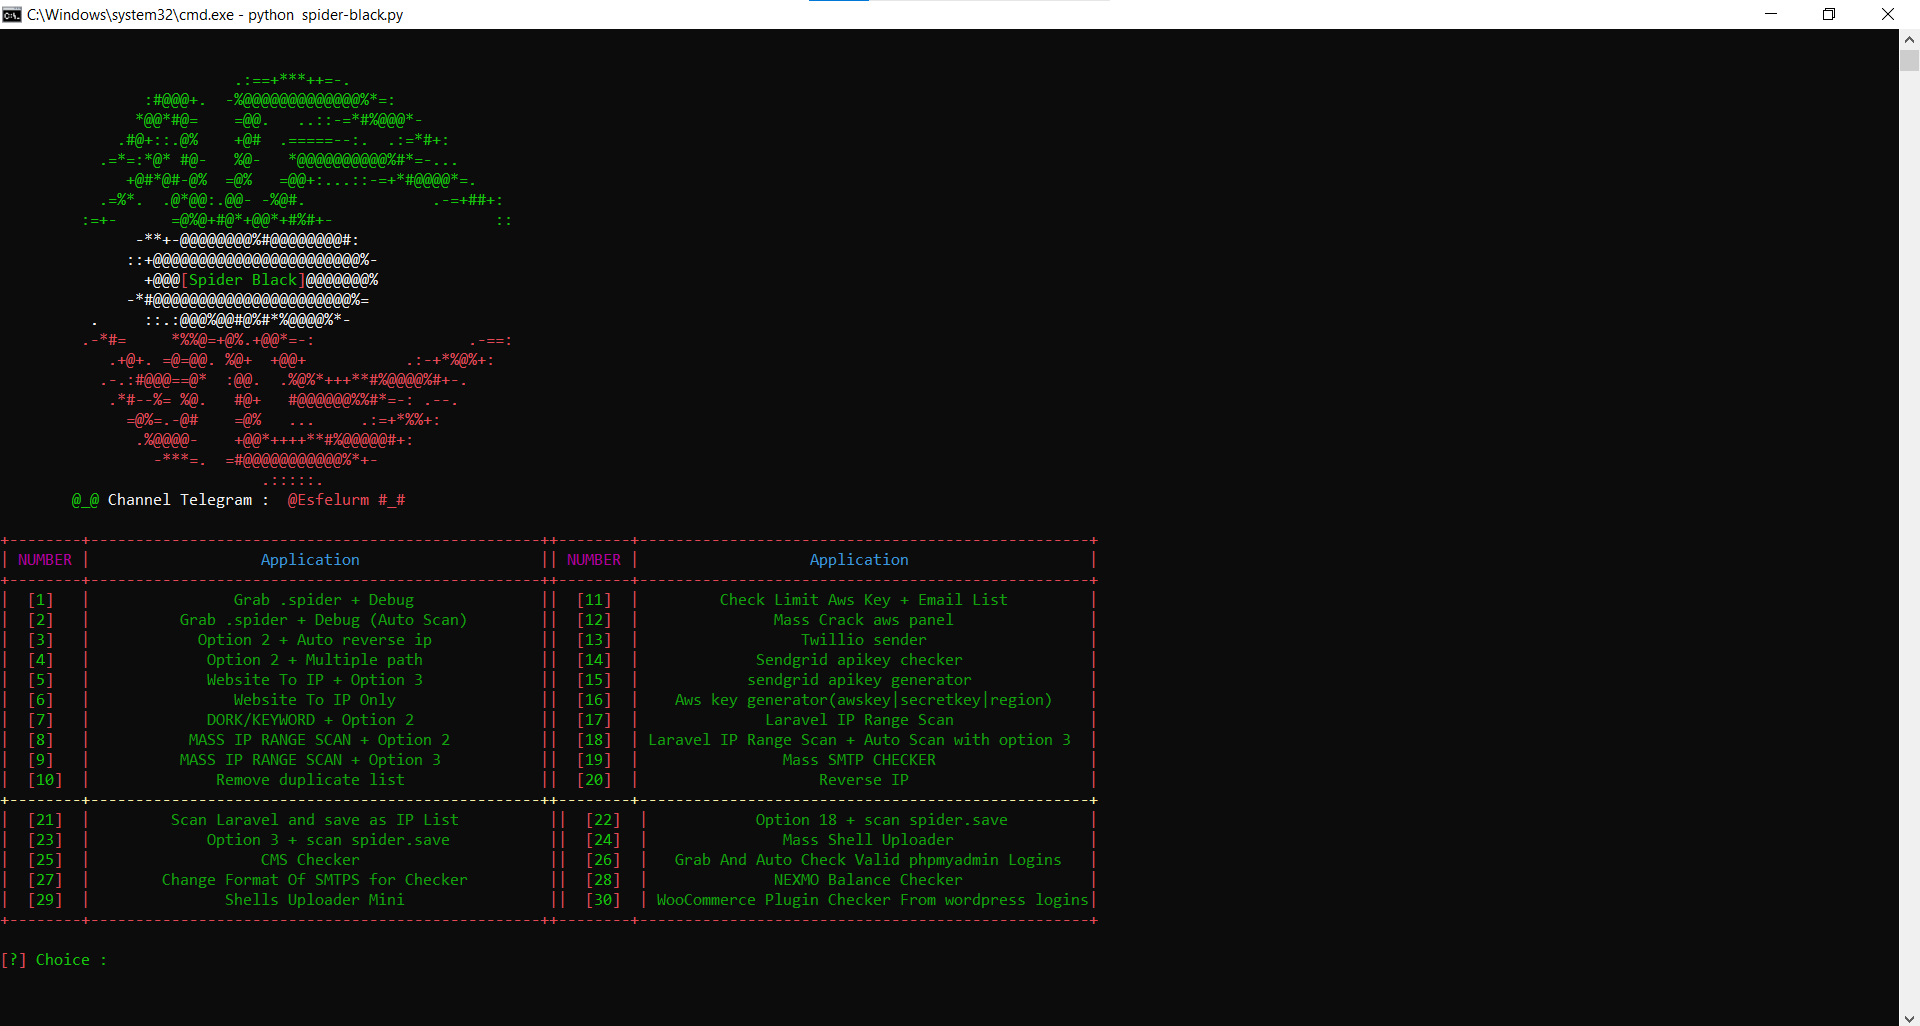 C:\Windows\system32\cmd.exe - python  spider-black.py
[Spider Black]
@_@ Channel Telegram :  @Esfelurm #_#
| NUMBER | Application || NUMBER | Application |
| [1] | Grab .spider + Debug || [11] | Check Limit Aws Key + Email List |
| [2] | Grab .spider + Debug (Auto Scan) || [12] | Mass Crack aws panel |
| [3] | Option 2 + Auto reverse ip || [13] | Twillio sender |
| [4] | Option 2 + Multiple path || [14] | Sendgrid apikey checker |
| [5] | Website To IP + Option 3 || [15] | sendgrid apikey generator |
| [6] | Website To IP Only || [16] | Aws key generator(awskey|secretkey|region) |
| [7] | DORK/KEYWORD + Option 2 || [17] | Laravel IP Range Scan |
| [8] | MASS IP RANGE SCAN + Option 2 || [18] | Laravel IP Range Scan + Auto Scan with option 3 |
| [9] | MASS IP RANGE SCAN + Option 3 || [19] | Mass SMTP CHECKER |
| [10] | Remove duplicate list || [20] | Reverse IP |
| [21] | Scan Laravel and save as IP List || [22] | Option 18 + scan spider.save |
| [23] | Option 3 + scan spider.save || [24] | Mass Shell Uploader |
| [25] | CMS Checker || [26] | Grab And Auto Check Valid phpmyadmin Logins |
| [27] | Change Format Of SMTPS for Checker || [28] | NEXMO Balance Checker |
| [29] | Shells Uploader Mini || [30] | WooCommerce Plugin Checker From wordpress logins|
[?] Choice :